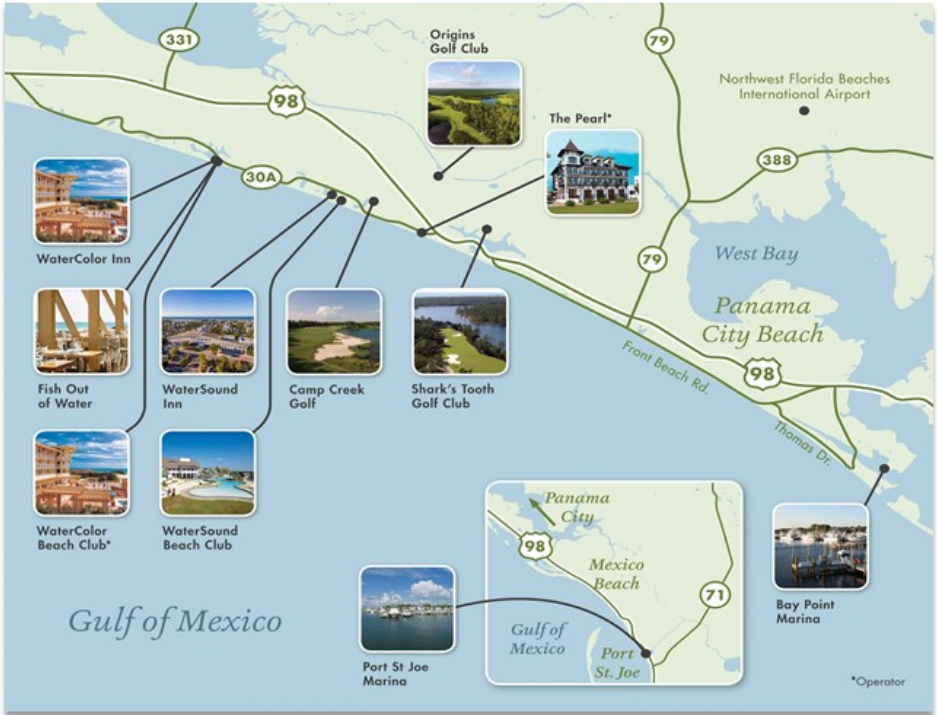 331
98
Origins
Golf Club
79
Northwest Florida Beaches
International Airport
The Pearl*
388
30A
WaterColor Inn
79
West Bay
Panama
City Beach
Fish Out
of Water
WaterSound
Inn
Camp Creek
Golf
Shark's Tooth
Golf Club
Front Beach Rd.
98
Thomas Dr.
WaterColor
Beach Club*
WaterSound
Beach Club
Panama
City
98
Mexico
Beach
71
Bay Point
Marina
Gulf of Mexico
Gulf of
Mexico
Port
St. Joe
Port St Joe
Marina
*Operator